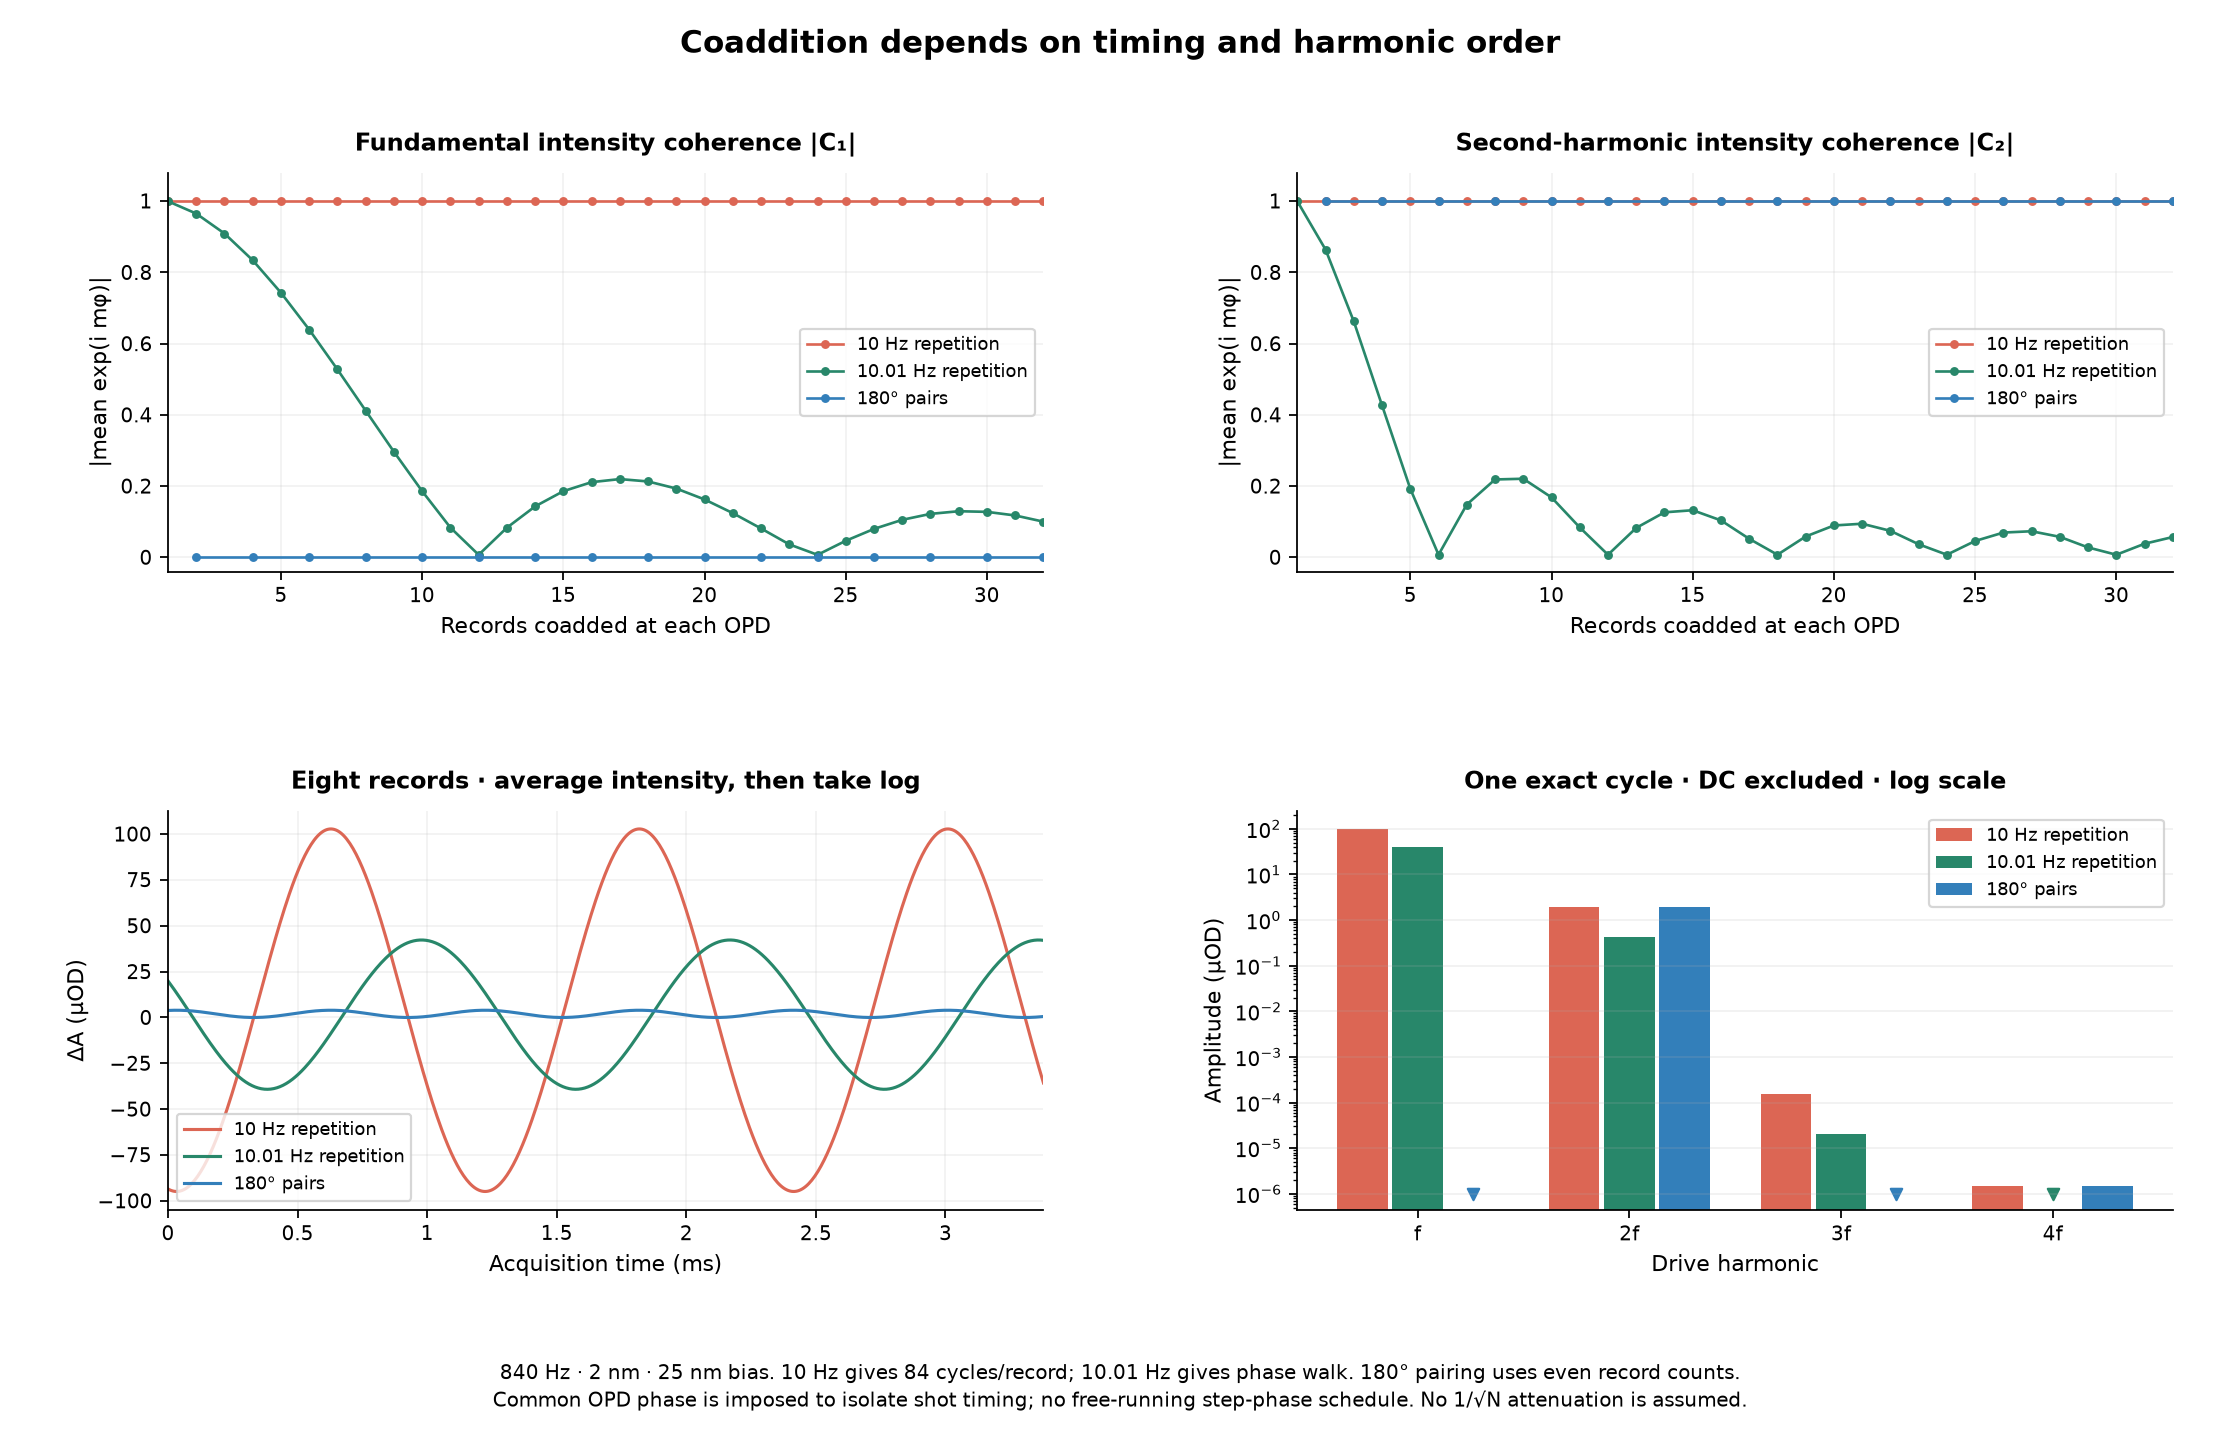 Coaddition depends on timing and harmonic order
Fundamental intensity coherence |C₁|
|mean exp(i mφ)|
1
0.8
0.6
0.4
0.2
0
10 Hz repetition
10.01 Hz repetition
180° pairs
5 10 15 20 25 30
Records coadded at each OPD
Second-harmonic intensity coherence |C₂|
|mean exp(i mφ)|
1
0.8
0.6
0.4
0.2
0
10 Hz repetition
10.01 Hz repetition
180° pairs
5 10 15 20 25 30
Records coadded at each OPD
Eight records · average intensity, then take log
ΔA (μOD)
100
75
50
25
0
−25
−50
−75
−100
10 Hz repetition
10.01 Hz repetition
180° pairs
0 0.5 1 1.5 2 2.5 3
Acquisition time (ms)
One exact cycle · DC excluded · log scale
Amplitude (μOD)
10²
10¹
10⁰
10⁻¹
10⁻²
10⁻³
10⁻⁴
10⁻⁵
10⁻⁶
10 Hz repetition
10.01 Hz repetition
180° pairs
f 2f 3f 4f
Drive harmonic
840 Hz · 2 nm · 25 nm bias. 10 Hz gives 84 cycles/record; 10.01 Hz gives phase walk. 180° pairing uses even record counts.
Common OPD phase is imposed to isolate shot timing; no free-running step-phase schedule. No 1/√N attenuation is assumed.